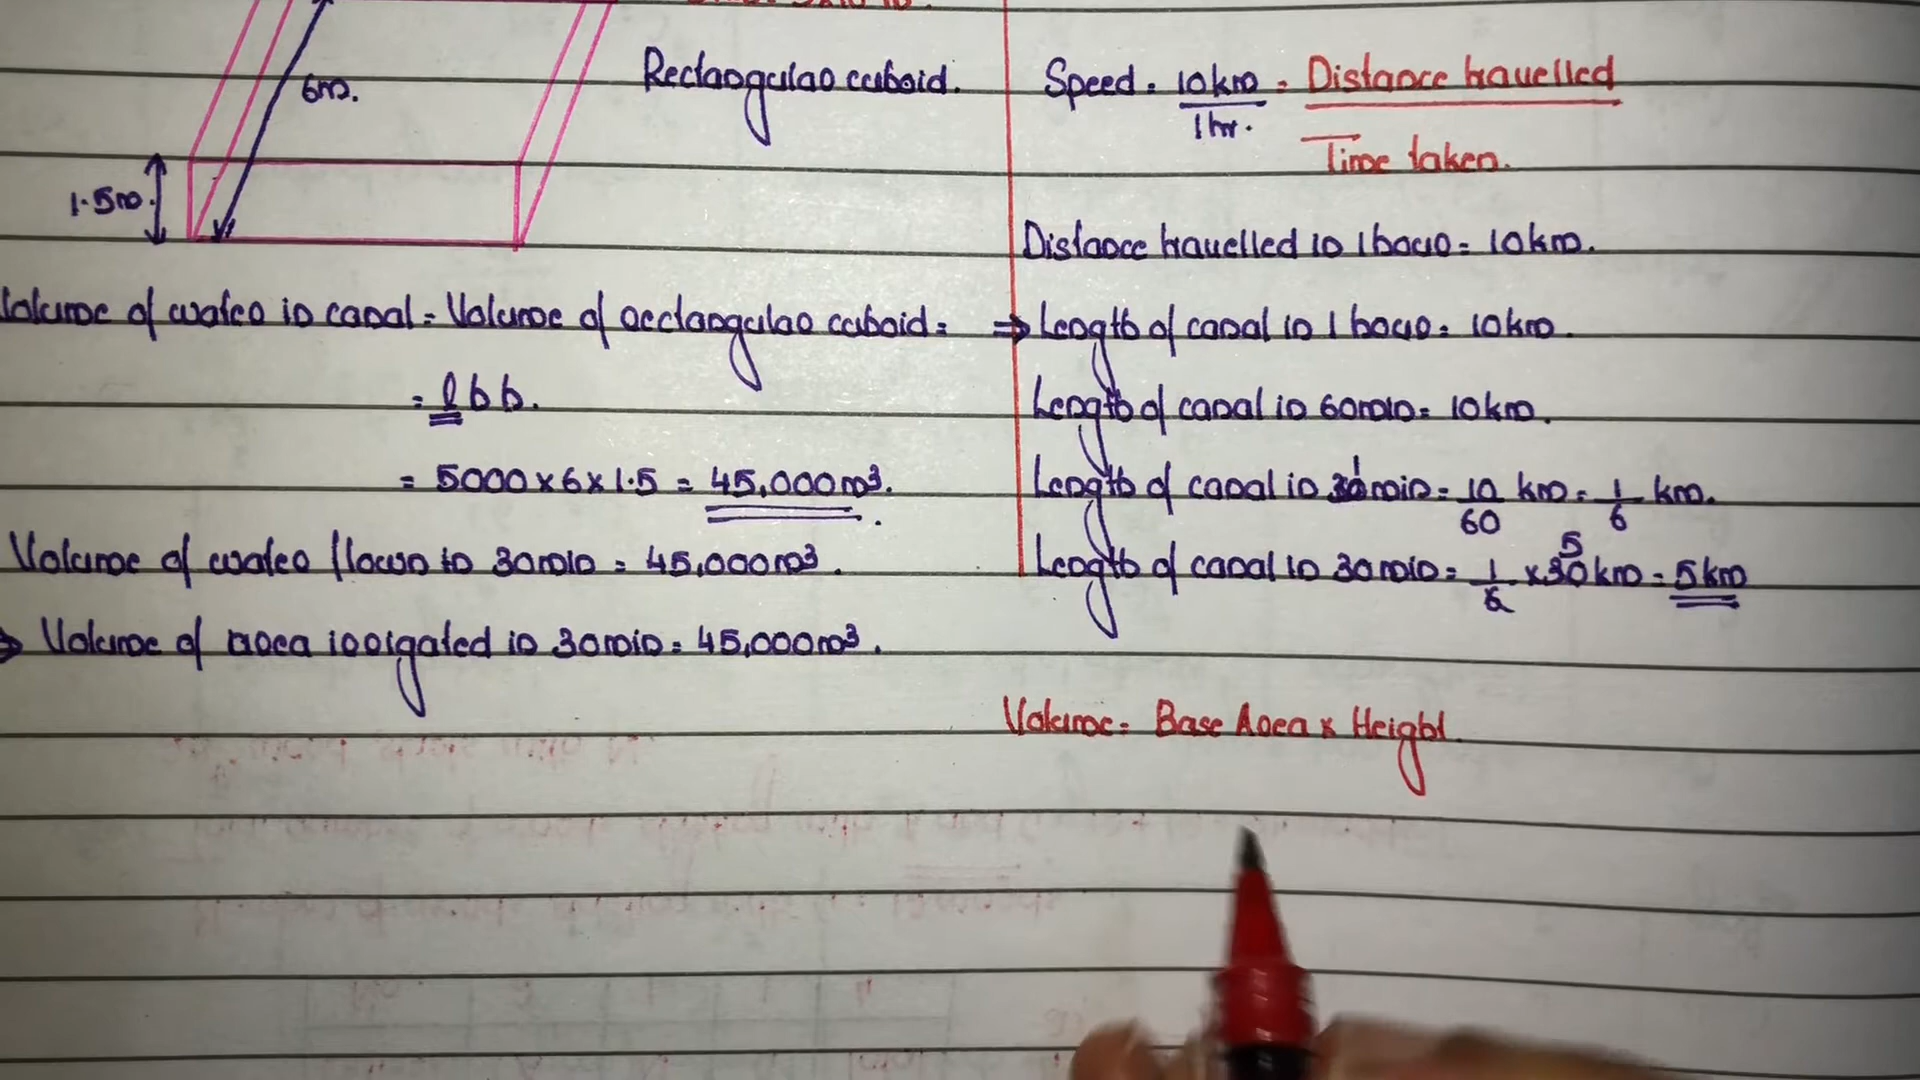 6m.
1.5m.
Rectangular cuboid.
Volume of water in canal = Volume of rectangular cuboid =
= lbh.
= 5000 x 6 x 1.5 = 45,000m³.
Volume of water flown in 30min = 45,000m³.
⇒ Volume of area irrigated in 30min = 45,000m³.
Speed = 10km/1hr. = Distance travelled/Time taken.
Distance travelled in 1 hour = 10km.
⇒ Length of canal in 1 hour = 10km.
Length of canal in 60min = 10km.
Length of canal in 1min = 10/60 km = 1/6 km.
Length of canal in 30min = 1/6 x 30 5 km = 5km
Volume = Base Area x Height